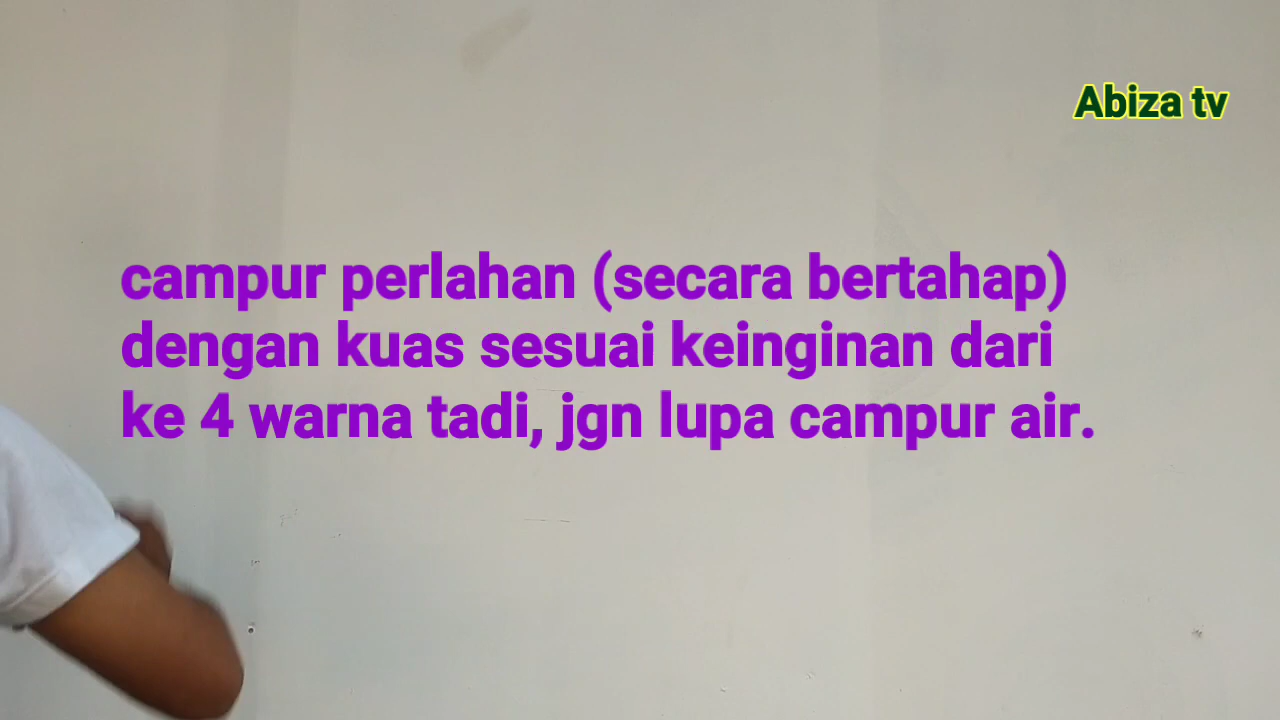 Abiza tv
campur perlahan (secara bertahap)
dengan kuas sesuai keinginan dari
ke 4 warna tadi, jgn lupa campur air.